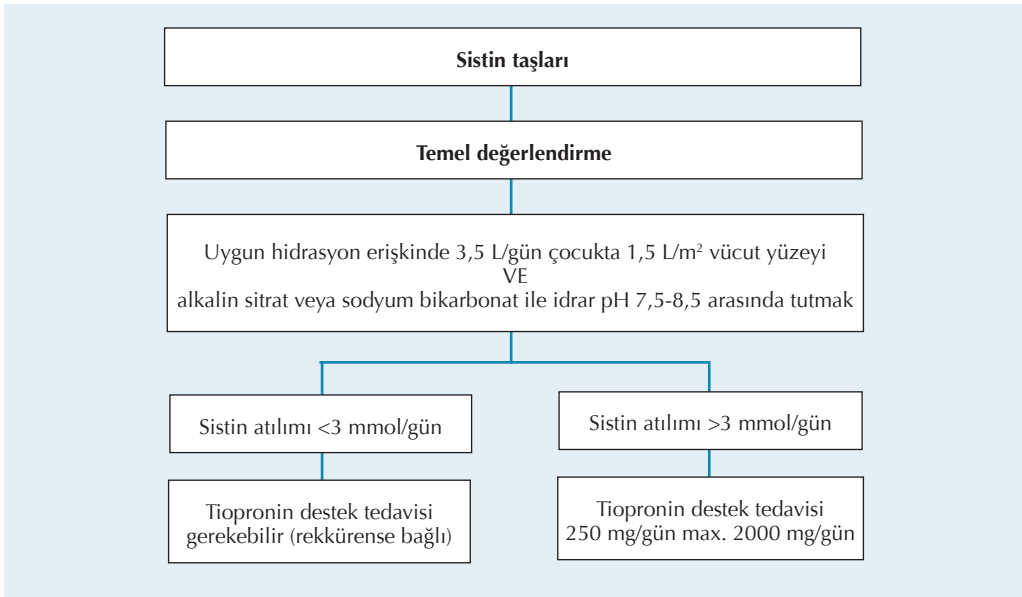 Sistin taşları
Temel değerlendirme
Uygun hidrasyon erişkinde 3,5 L/gün çocukta 1,5 L/m² vücut yüzeyi
VE
alkalin sitrat veya sodyum bikarbonat ile idrar pH 7,5-8,5 arasında tutmak
Sistin atılımı <3 mmol/gün
Sistin atılımı >3 mmol/gün
Tiopronin destek tedavisi
gerekebilir (rekkürense bağlı)
Tiopronin destek tedavisi
250 mg/gün max. 2000 mg/gün